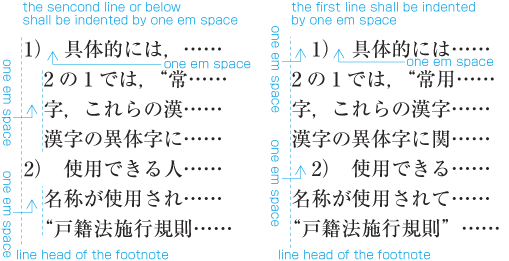 the sencond line or below
shall be indented by one em space
1） 具体的には，……
one em space
2の1では，“常……
字，これらの漢……
漢字の異体字に……
2） 使用できる人……
名称が使用され……
“戸籍法施行規則……
one em space
one em space
line head of the footnote
the first line shall be indented
by one em space
1） 具体的には……
one em space
2の1では，“常用……
字，これらの漢字……
漢字の異体字に関……
2） 使用できる……
名称が使用されて……
“戸籍法施行規則” ……
one em space
one em space
line head of the footnote